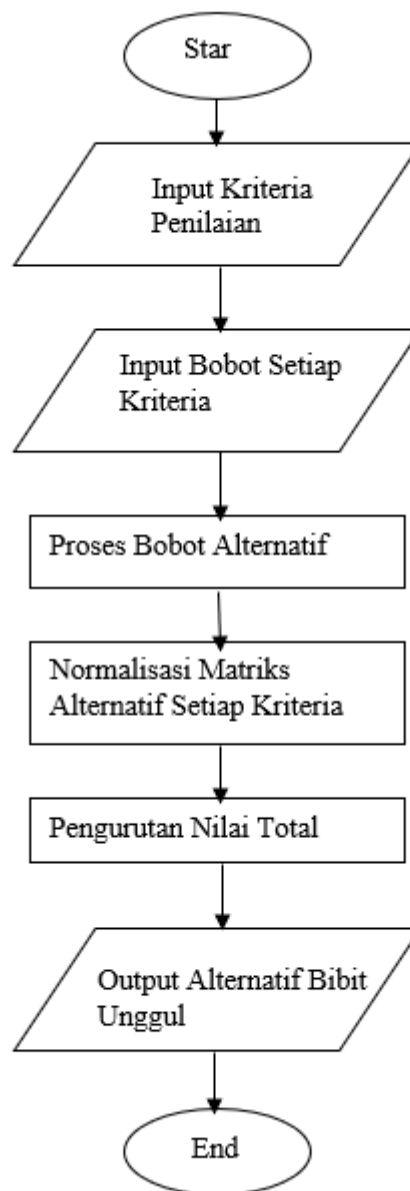 Star
Input Kriteria
Penilaian
Input Bobot Setiap
Kriteria
Proses Bobot Alternatif
Normalisasi Matriks
Alternatif Setiap Kriteria
Pengurutan Nilai Total
Output Alternatif Bibit
Unggul
End